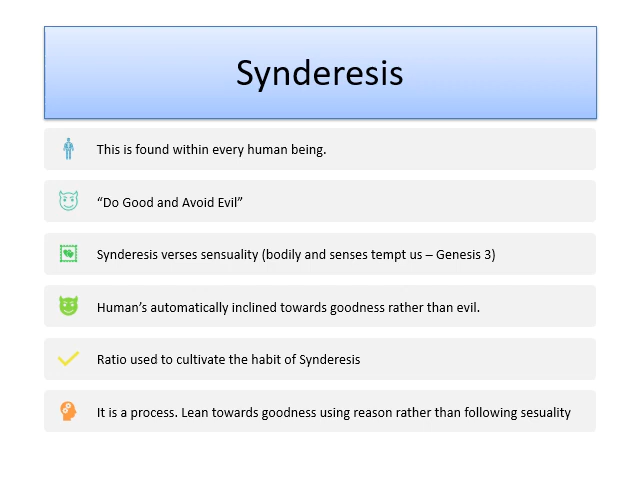 Synderesis
This is found within every human being.
“Do Good and Avoid Evil”
Synderesis verses sensuality (bodily and senses tempt us – Genesis 3)
Human’s automatically inclined towards goodness rather than evil.
Ratio used to cultivate the habit of Synderesis
It is a process. Lean towards goodness using reason rather than following sesuality